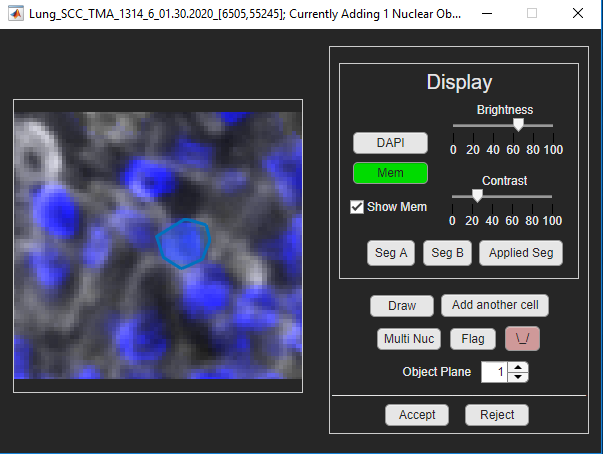 Lung_SCC_TMA_1314_6_01.30.2020_[6505,55245]; Currently Adding 1 Nuclear Ob...
Display
Brightness
DAPI
0 20 40 60 80 100
Mem
Contrast
Show Mem
0 20 40 60 80 100
Seg A Seg B Applied Seg
Draw Add another cell
Multi Nuc Flag \_/
Object Plane 1
Accept Reject